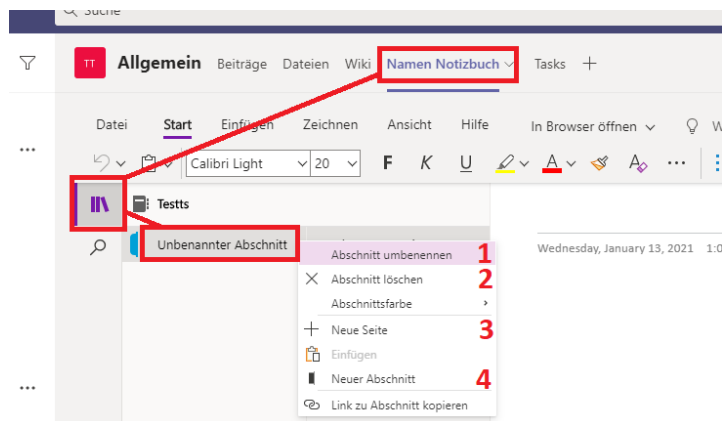 Suche
TT Allgemein Beiträge Dateien Wiki Namen Notizbuch Tasks
Datei Start Einfügen Zeichnen Ansicht Hilfe In Browser öffnen
Calibri Light 20 F K U A A
Testts
Unbenannter Abschnitt
Wednesday, January 13, 2021 1:0
Abschnitt umbenennen 1
Abschnitt löschen 2
Abschnittsfarbe
Neue Seite 3
Einfügen
Neuer Abschnitt 4
Link zu Abschnitt kopieren